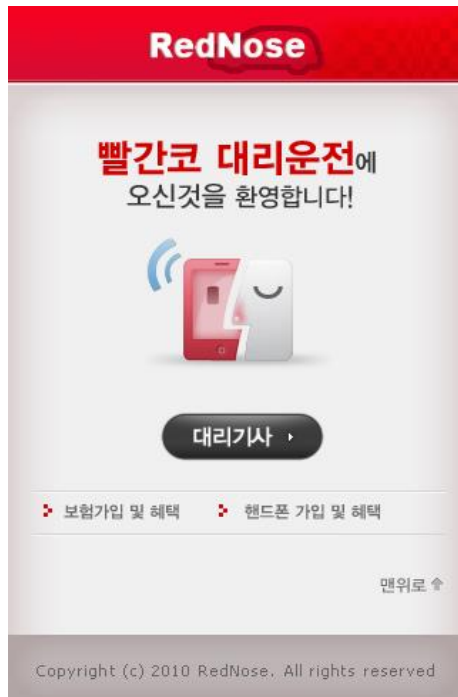 RedNose
빨간코 대리운전에
오신것을 환영합니다!
대리기사
보험가입 및 혜택 핸드폰 가입 및 혜택
맨위로
Copyright (c) 2010 RedNose. All rights reserved